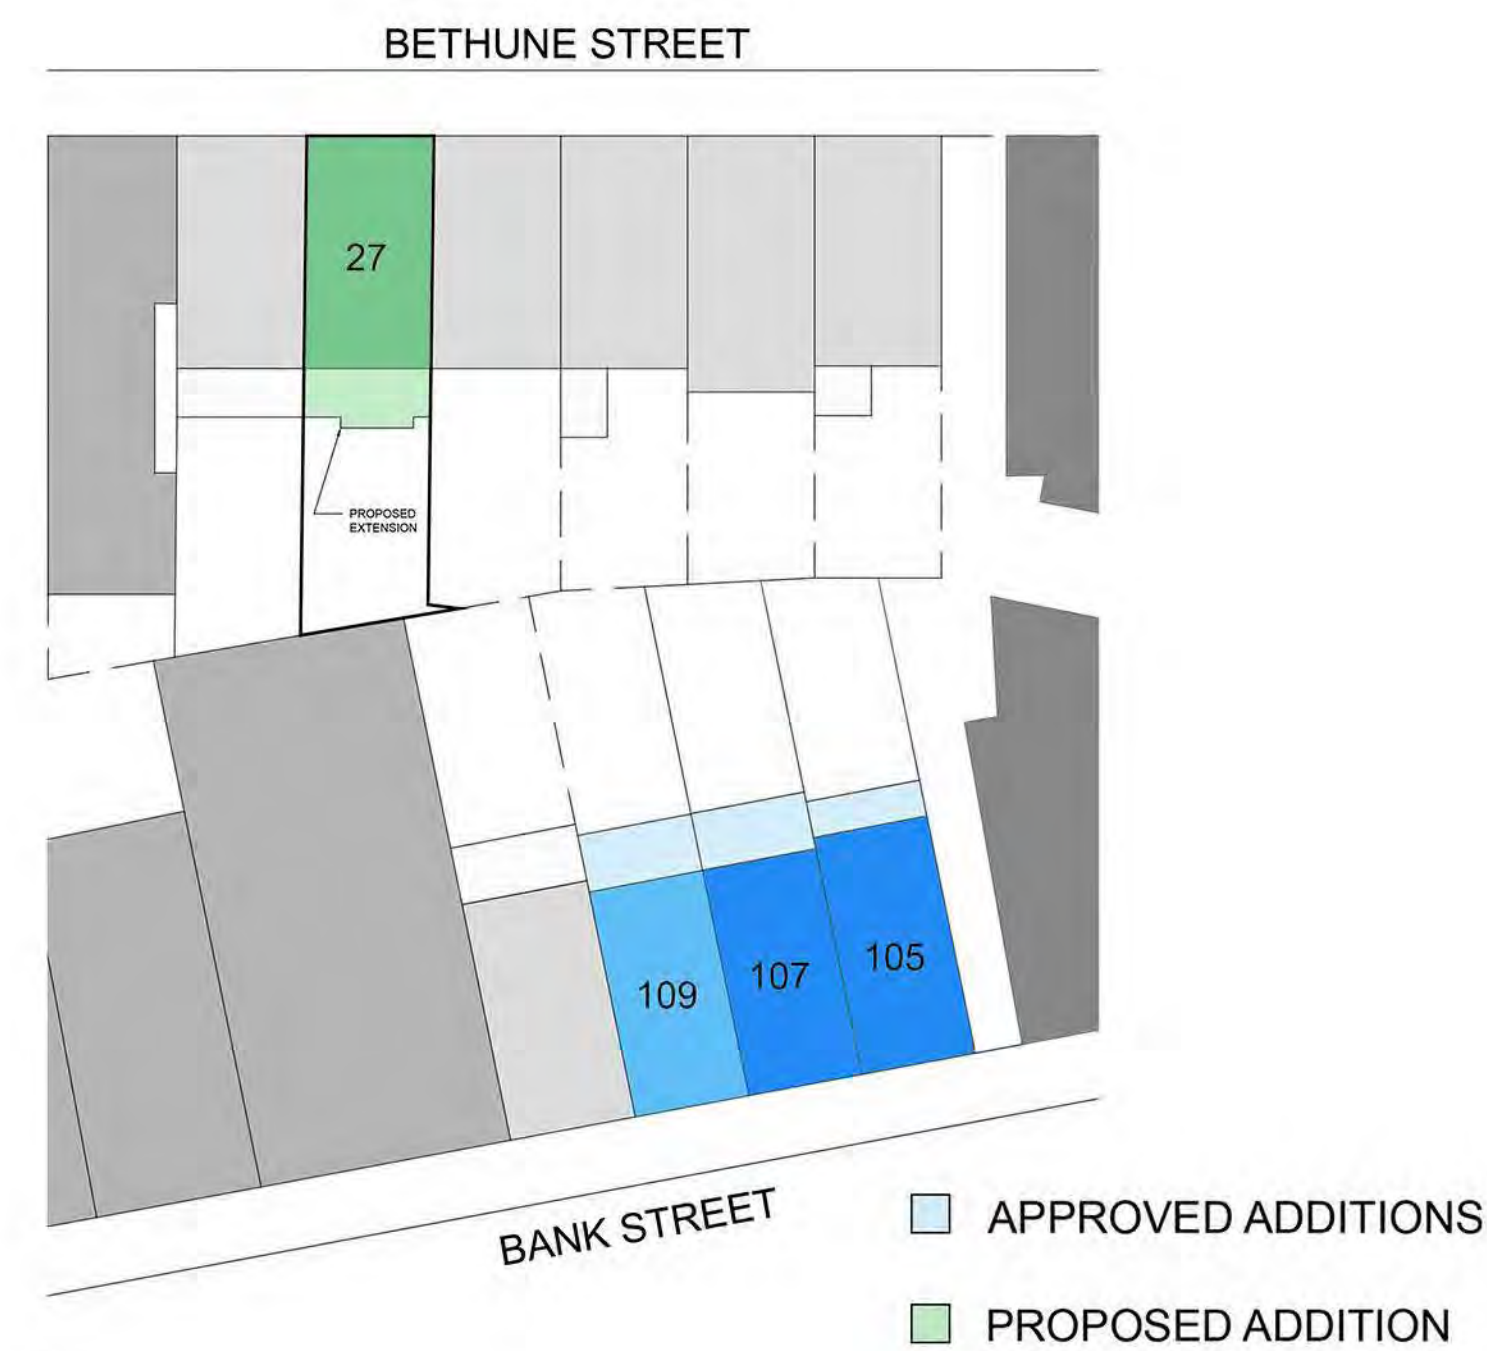 BETHUNE STREET
27
PROPOSED
EXTENSION
109
107
105
BANK STREET
APPROVED ADDITIONS
PROPOSED ADDITION